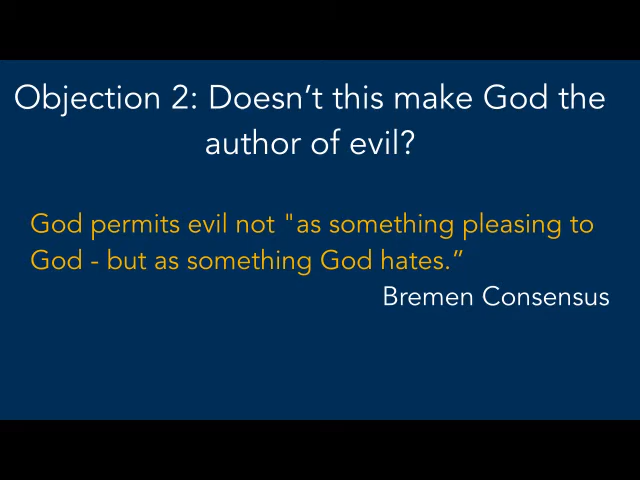 Objection 2: Doesn’t this make God the
author of evil?
God permits evil not "as something pleasing to
God - but as something God hates.”
Bremen Consensus